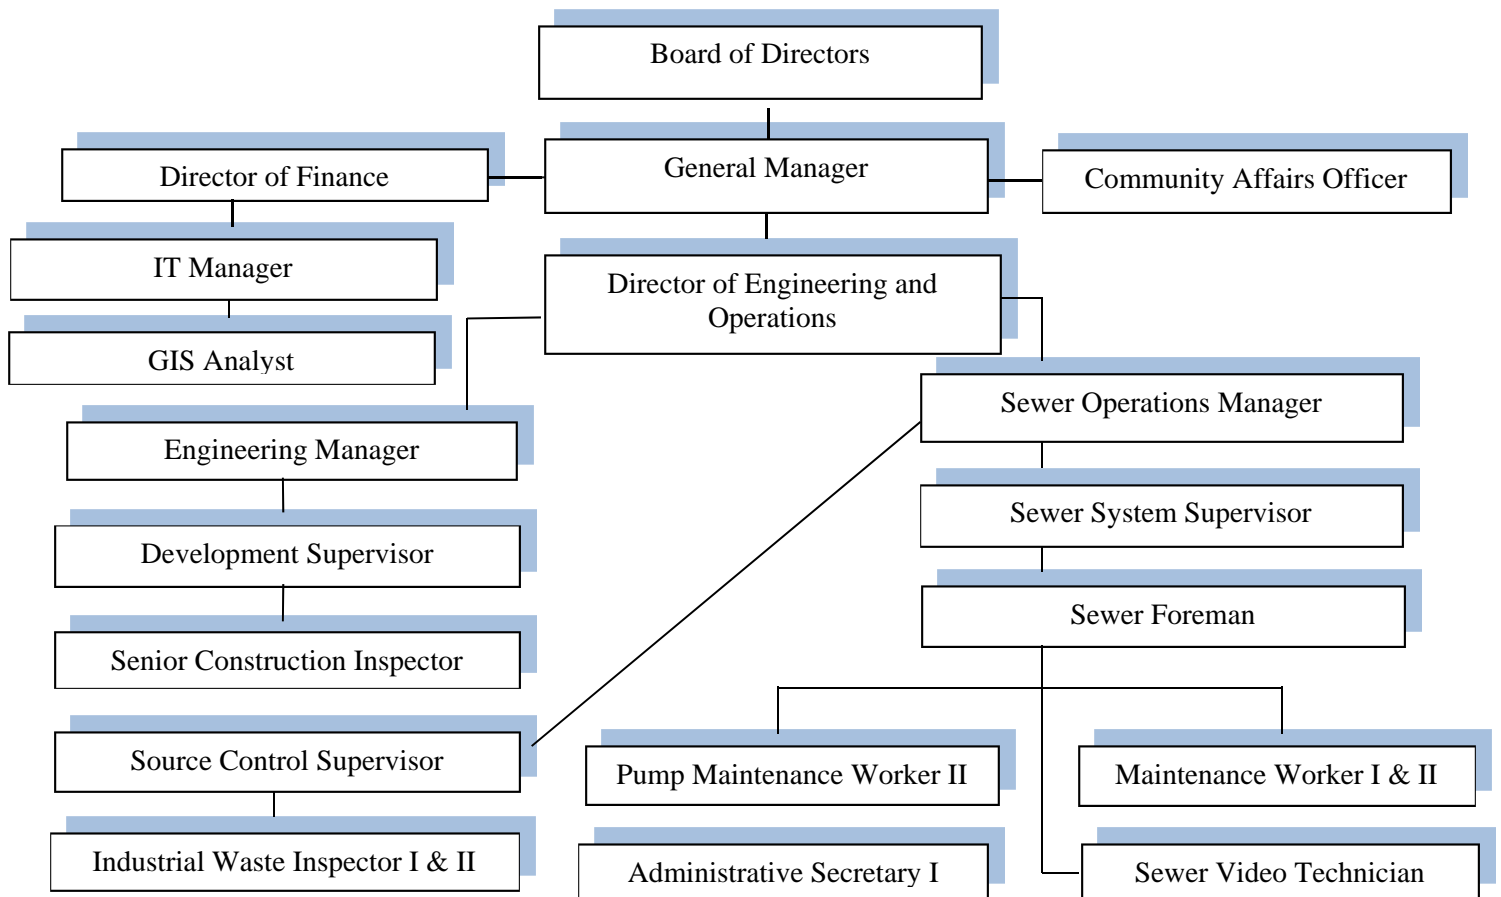 Board of Directors
Director of Finance
General Manager
Community Affairs Officer
IT Manager
Director of Engineering and
Operations
GIS Analyst
Sewer Operations Manager
Engineering Manager
Sewer System Supervisor
Development Supervisor
Sewer Foreman
Senior Construction Inspector
Source Control Supervisor
Pump Maintenance Worker II
Maintenance Worker I & II
Industrial Waste Inspector I & II
Administrative Secretary I
Sewer Video Technician